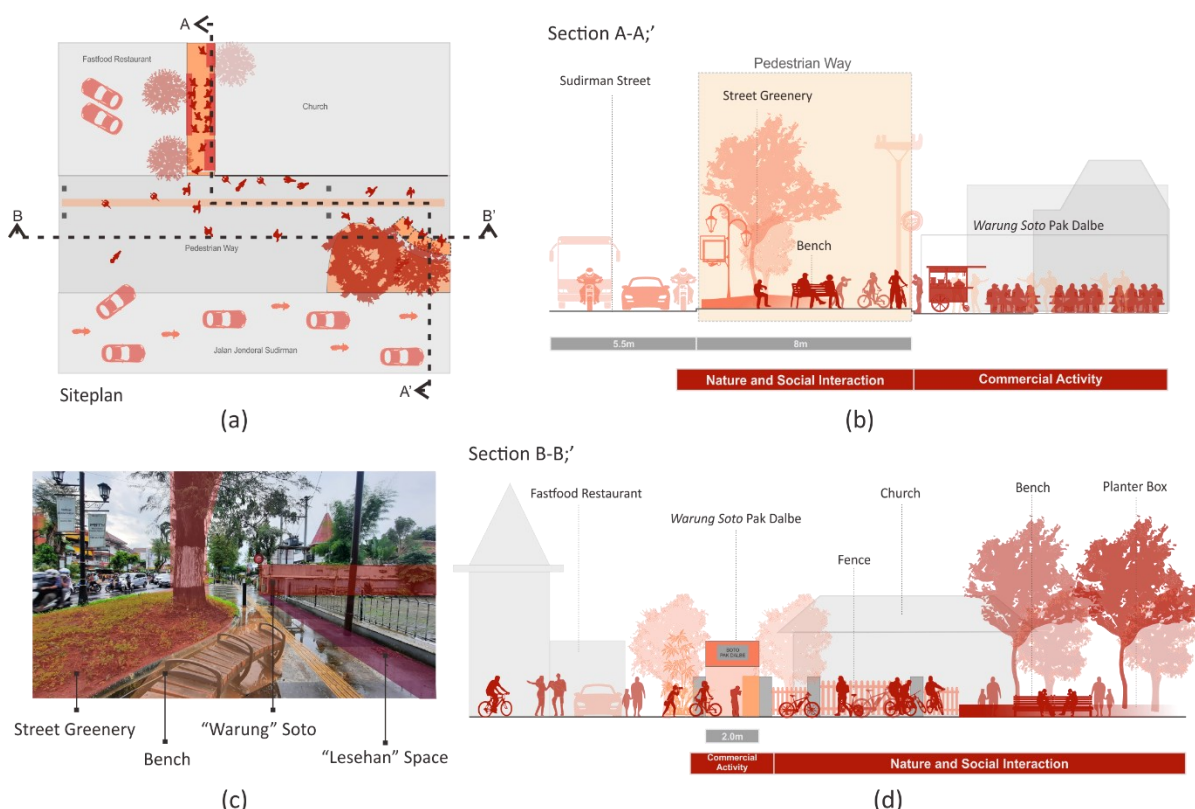 A
Fastfood Restaurant
Church
B
B'
Pedestrian Way
Jalan Jenderal Sudirman
A'
Siteplan
(a)
Section A-A;'
Pedestrian Way
Sudirman Street
Street Greenery
Bench
Warung Soto Pak Dalbe
5.5m
8m
Nature and Social Interaction
Commercial Activity
(b)
Street Greenery
Bench
"Warung" Soto
"Lesehan" Space
(c)
Section B-B;'
Fastfood Restaurant
Warung Soto Pak Dalbe
Fence
Church
Bench
Planter Box
SOTO
PAK DALBE
2.0m
Commercial
Activity
Nature and Social Interaction
(d)